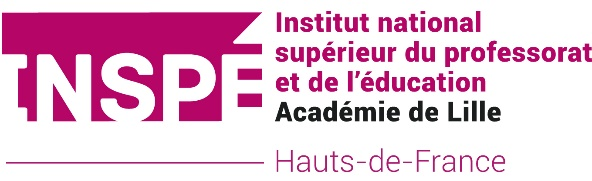 INSPÉ
Institut national
supérieur du professorat
et de l'éducation
Académie de Lille
Hauts-de-France